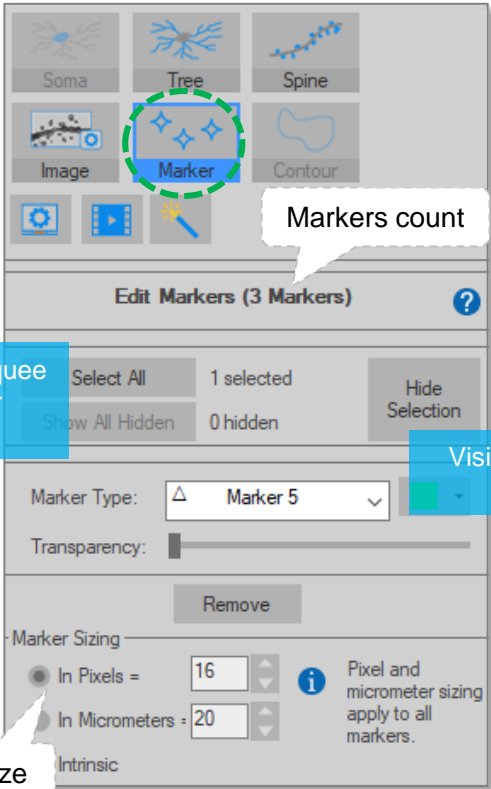 Soma Tree Spine
Image Marker Contour
Markers count
Edit Markers (3 Markers) ?
quee
Select All 1 selected Hide Selection
Show All Hidden 0 hidden
Visi
Marker Type: Marker 5
Transparency:
Remove
Marker Sizing
In Pixels = 16
i
Pixel and
micrometer sizing
apply to all
markers.
In Micrometers = 20
Intrinsic
ze